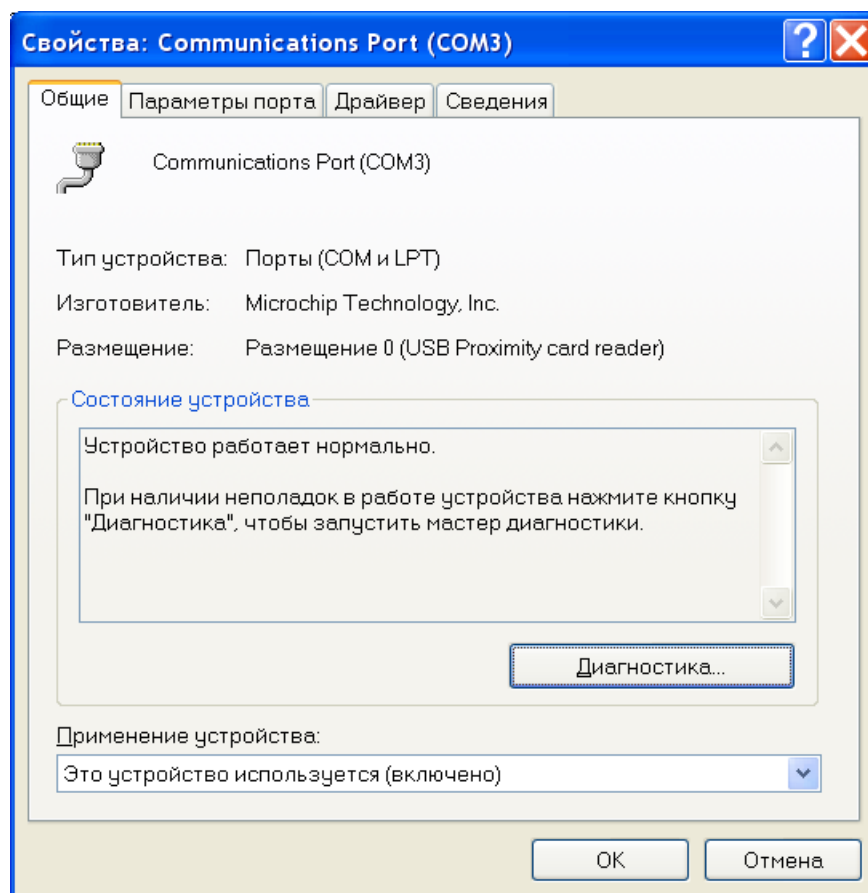 Свойства: Communications Port (COM3)
Общие Параметры порта Драйвер Сведения
Communications Port (COM3)
Тип устройства: Порты (COM и LPT)
Изготовитель: Microchip Technology, Inc.
Размещение: Размещение 0 (USB Proximity card reader)
Состояние устройства
Устройство работает нормально.
При наличии неполадок в работе устройства нажмите кнопку
"Диагностика", чтобы запустить мастер диагностики.
Диагностика...
Применение устройства:
Это устройство используется (включено)
OK Отмена